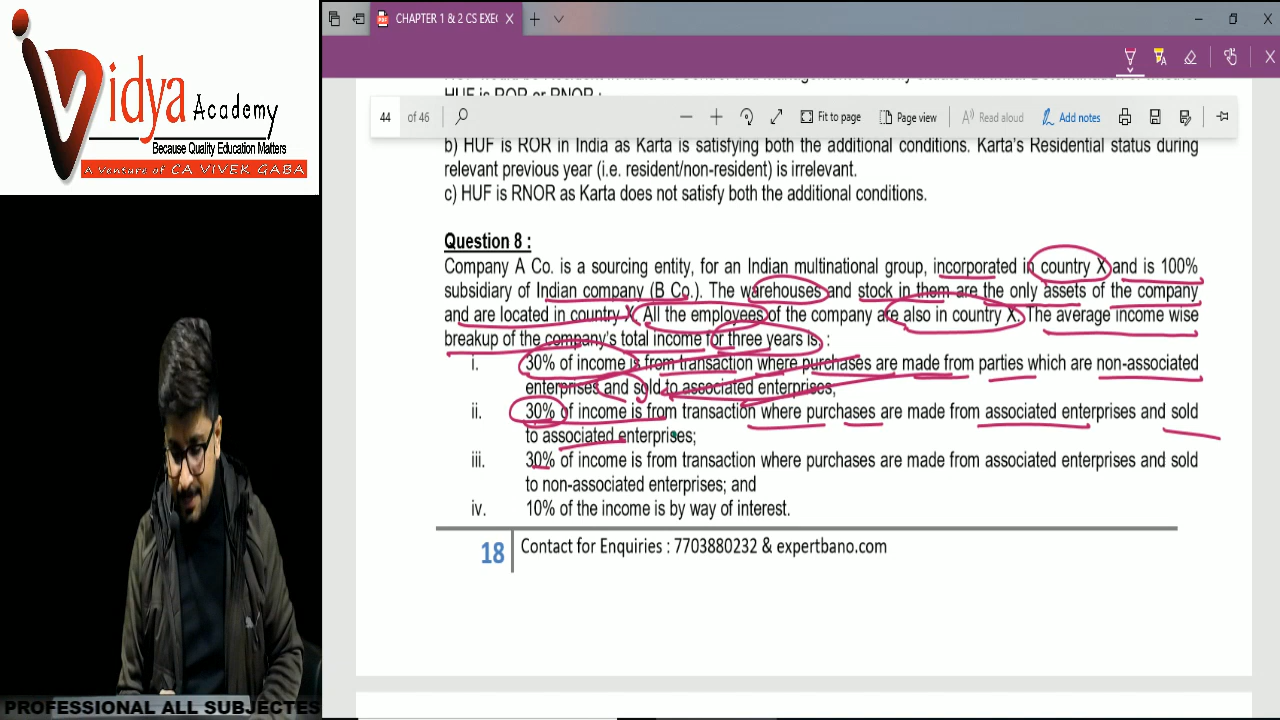 Vidya Academy
Because Quality Education Matters
A Venture of CA VIVEK GABA
PROFESSIONAL ALL SUBJECTES
CHAPTER 1 & 2 CS EXE
44 of 46
Fit to page
Page view
Read aloud
Add notes
HUF is ROR or RNOR :
b) HUF is ROR in India as Karta is satisfying both the additional conditions. Karta's Residential status during
relevant previous year (i.e. resident/non-resident) is irrelevant.
c) HUF is RNOR as Karta does not satisfy both the additional conditions.
Question 8 :
Company A Co. is a sourcing entity, for an Indian multinational group, incorporated in country X and is 100%
subsidiary of Indian company (B Co.). The warehouses and stock in them are the only assets of the company
and are located in country X. All the employees of the company are also in country X. The average income wise
breakup of the company's total income for three years is :
i. 30% of income is from transaction where purchases are made from parties which are non-associated
enterprises and sold to associated enterprises;
ii. 30% of income is from transaction where purchases are made from associated enterprises and sold
to associated enterprises;
iii. 30% of income is from transaction where purchases are made from associated enterprises and sold
to non-associated enterprises; and
iv. 10% of the income is by way of interest.
18 Contact for Enquiries : 7703880232 & expertbano.com